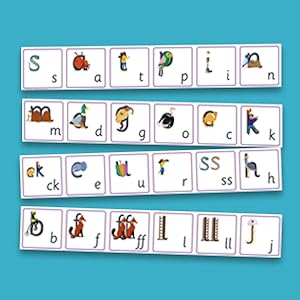 s a t p i n
m d g o c k
ck e u r ss h
b f ff l ll j